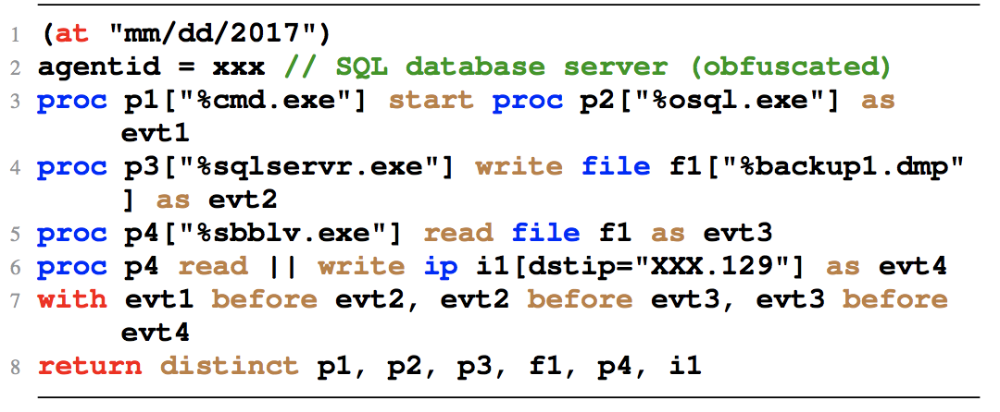 1 (at "mm/dd/2017")
2 agentid = xxx // SQL database server (obfuscated)
3 proc p1["%cmd.exe"] start proc p2["%osql.exe"] as
evt1
4 proc p3["%sqlservr.exe"] write file f1["%backup1.dmp"
] as evt2
5 proc p4["%sbblv.exe"] read file f1 as evt3
6 proc p4 read || write ip i1[dstip="XXX.129"] as evt4
7 with evt1 before evt2, evt2 before evt3, evt3 before
evt4
8 return distinct p1, p2, p3, f1, p4, i1